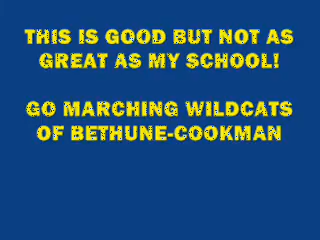 THIS IS GOOD BUT NOT AS
GREAT AS MY SCHOOL!
GO MARCHING WILDCATS
OF BETHUNE-COOKMAN